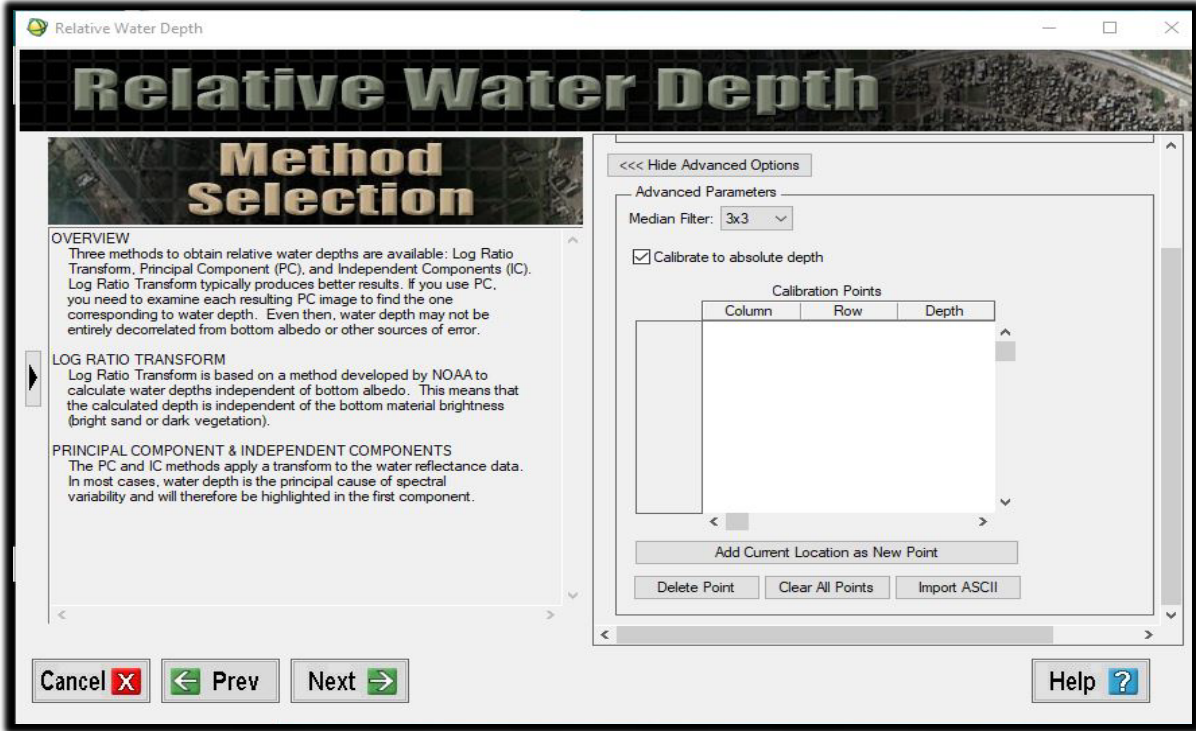 Relative Water Depth
Relative Water Depth
Method
Selection
OVERVIEW
Three methods to obtain relative water depths are available: Log Ratio
Transform, Principal Component (PC), and Independent Components (IC).
Log Ratio Transform typically produces better results. If you use PC,
you need to examine each resulting PC image to find the one
corresponding to water depth. Even then, water depth may not be
entirely decorrelated from bottom albedo or other sources of error.
LOG RATIO TRANSFORM
Log Ratio Transform is based on a method developed by NOAA to
calculate water depths independent of bottom albedo. This means that
the calculated depth is independent of the bottom material brightness
(bright sand or dark vegetation).
PRINCIPAL COMPONENT & INDEPENDENT COMPONENTS
The PC and IC methods apply a transform to the water reflectance data.
In most cases, water depth is the principal cause of spectral
variability and will therefore be highlighted in the first component.
<<< Hide Advanced Options
Advanced Parameters
Median Filter: 3x3
Calibrate to absolute depth
Calibration Points
Column Row Depth
Add Current Location as New Point
Delete Point Clear All Points Import ASCII
Cancel X Prev Next Help ?